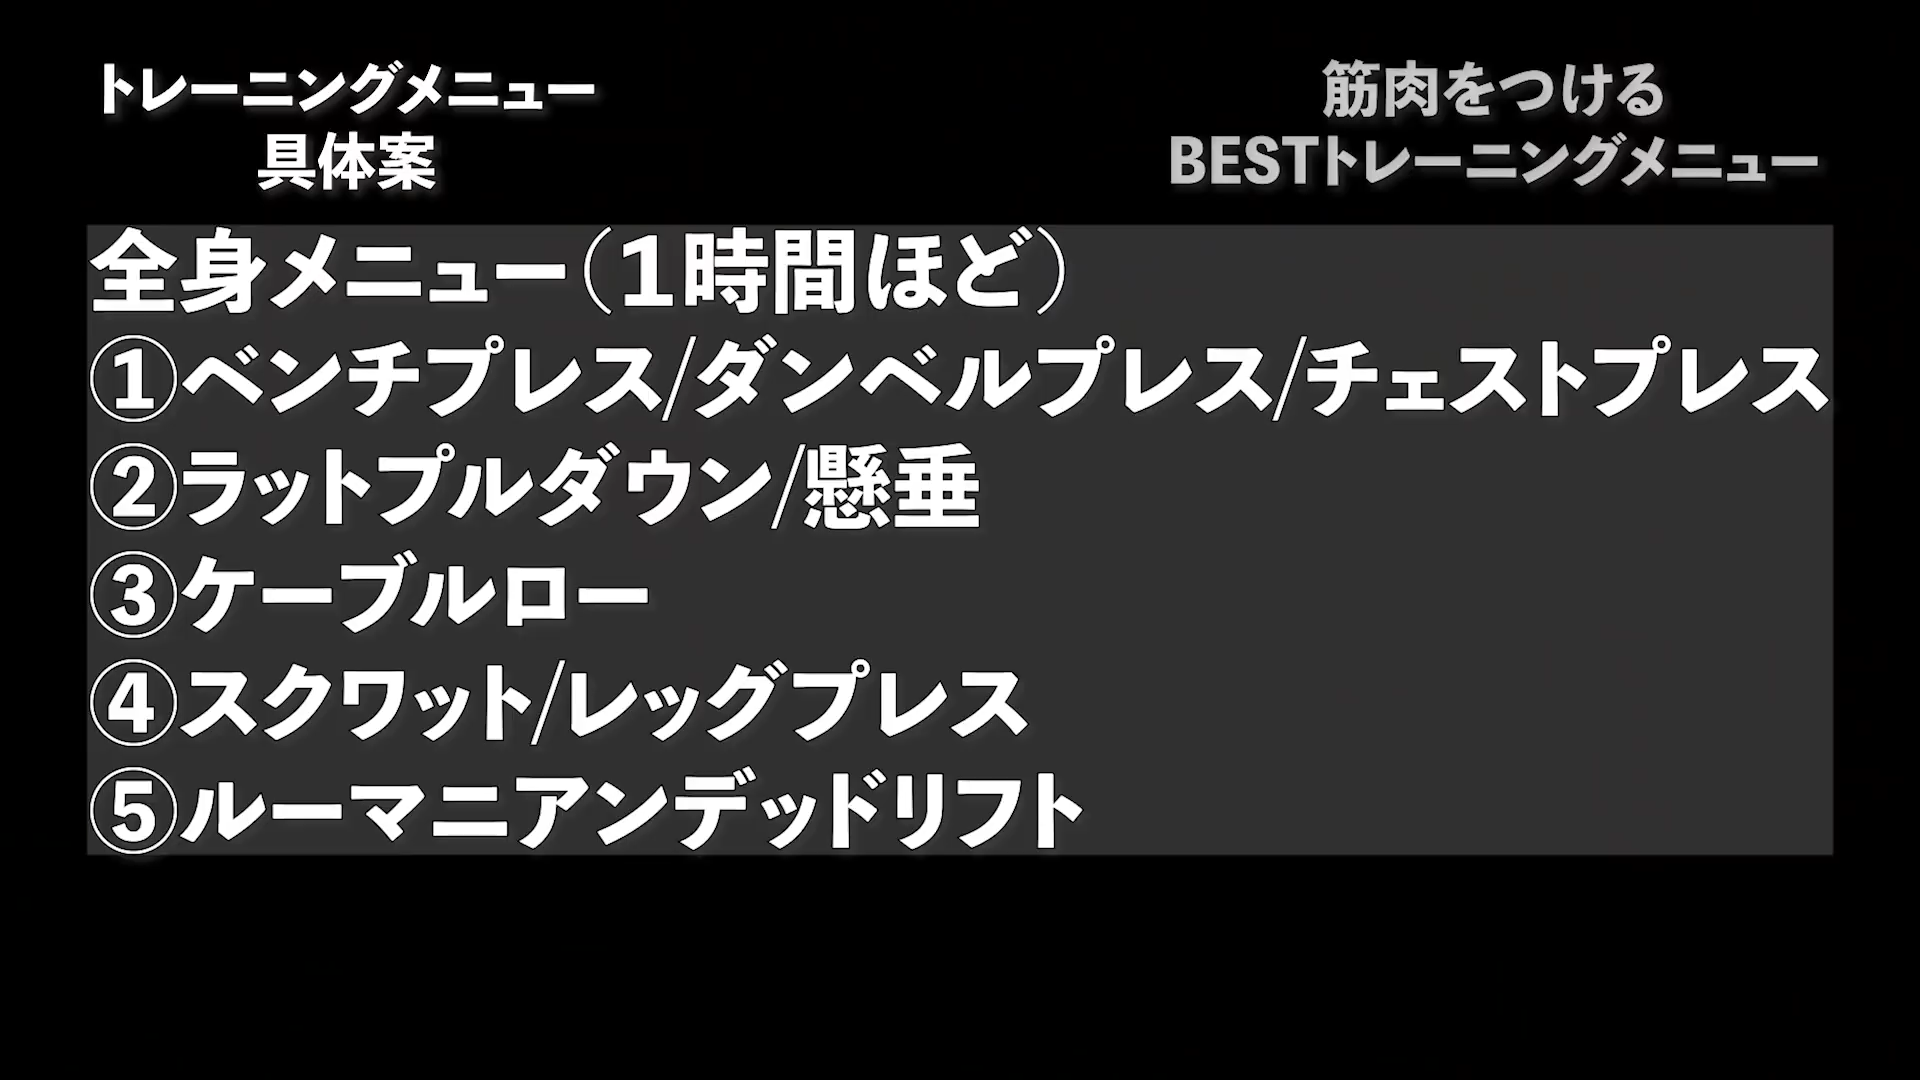 トレーニングメニュー
具体案
筋肉をつける
BESTトレーニングメニュー
全身メニュー（1時間ほど）
①ベンチプレス/ダンベルプレス/チェストプレス
②ラットプルダウン/懸垂
③ケーブルロー
④スクワット/レッグプレス
⑤ルーマニアンデッドリフト